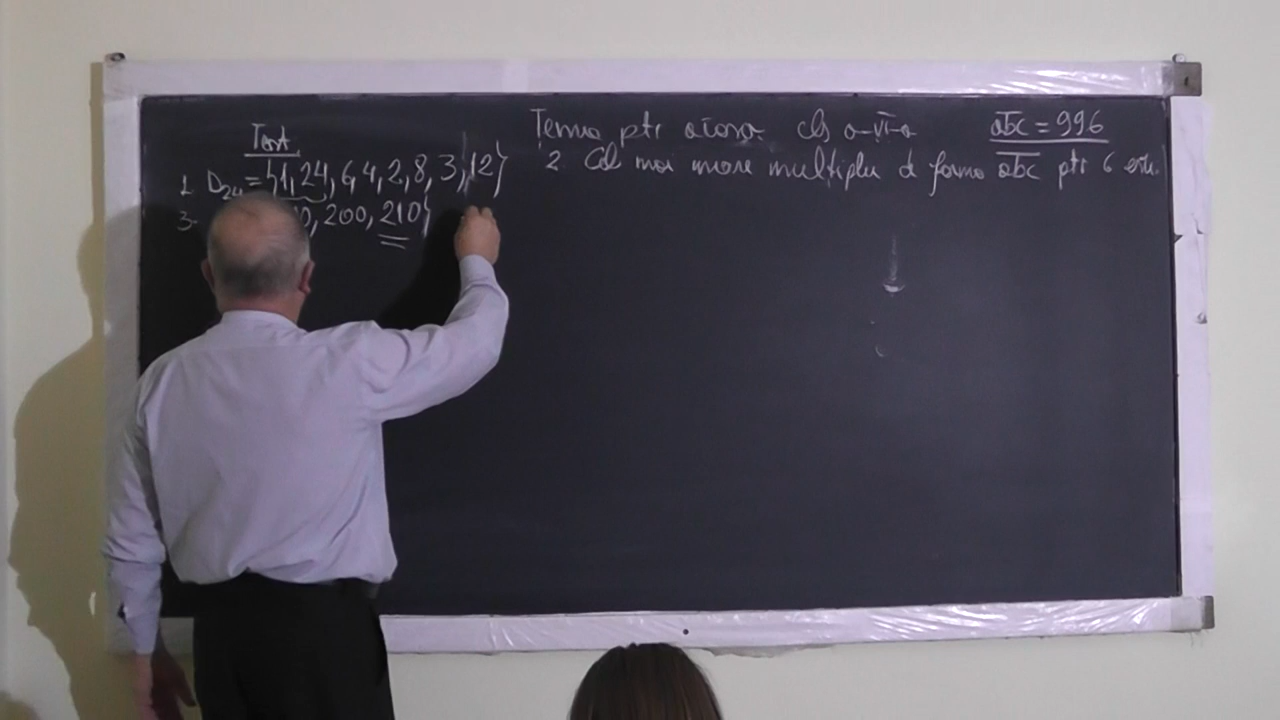 Test
1. D24 = {1, 24, 6, 4, 2, 8, 3, 12}
3. 0, 200, 210}
Tema ptr acasa cls a-VI-a
abc = 996
2. Cel mai mare multiplu d forma abc ptr 6 este.